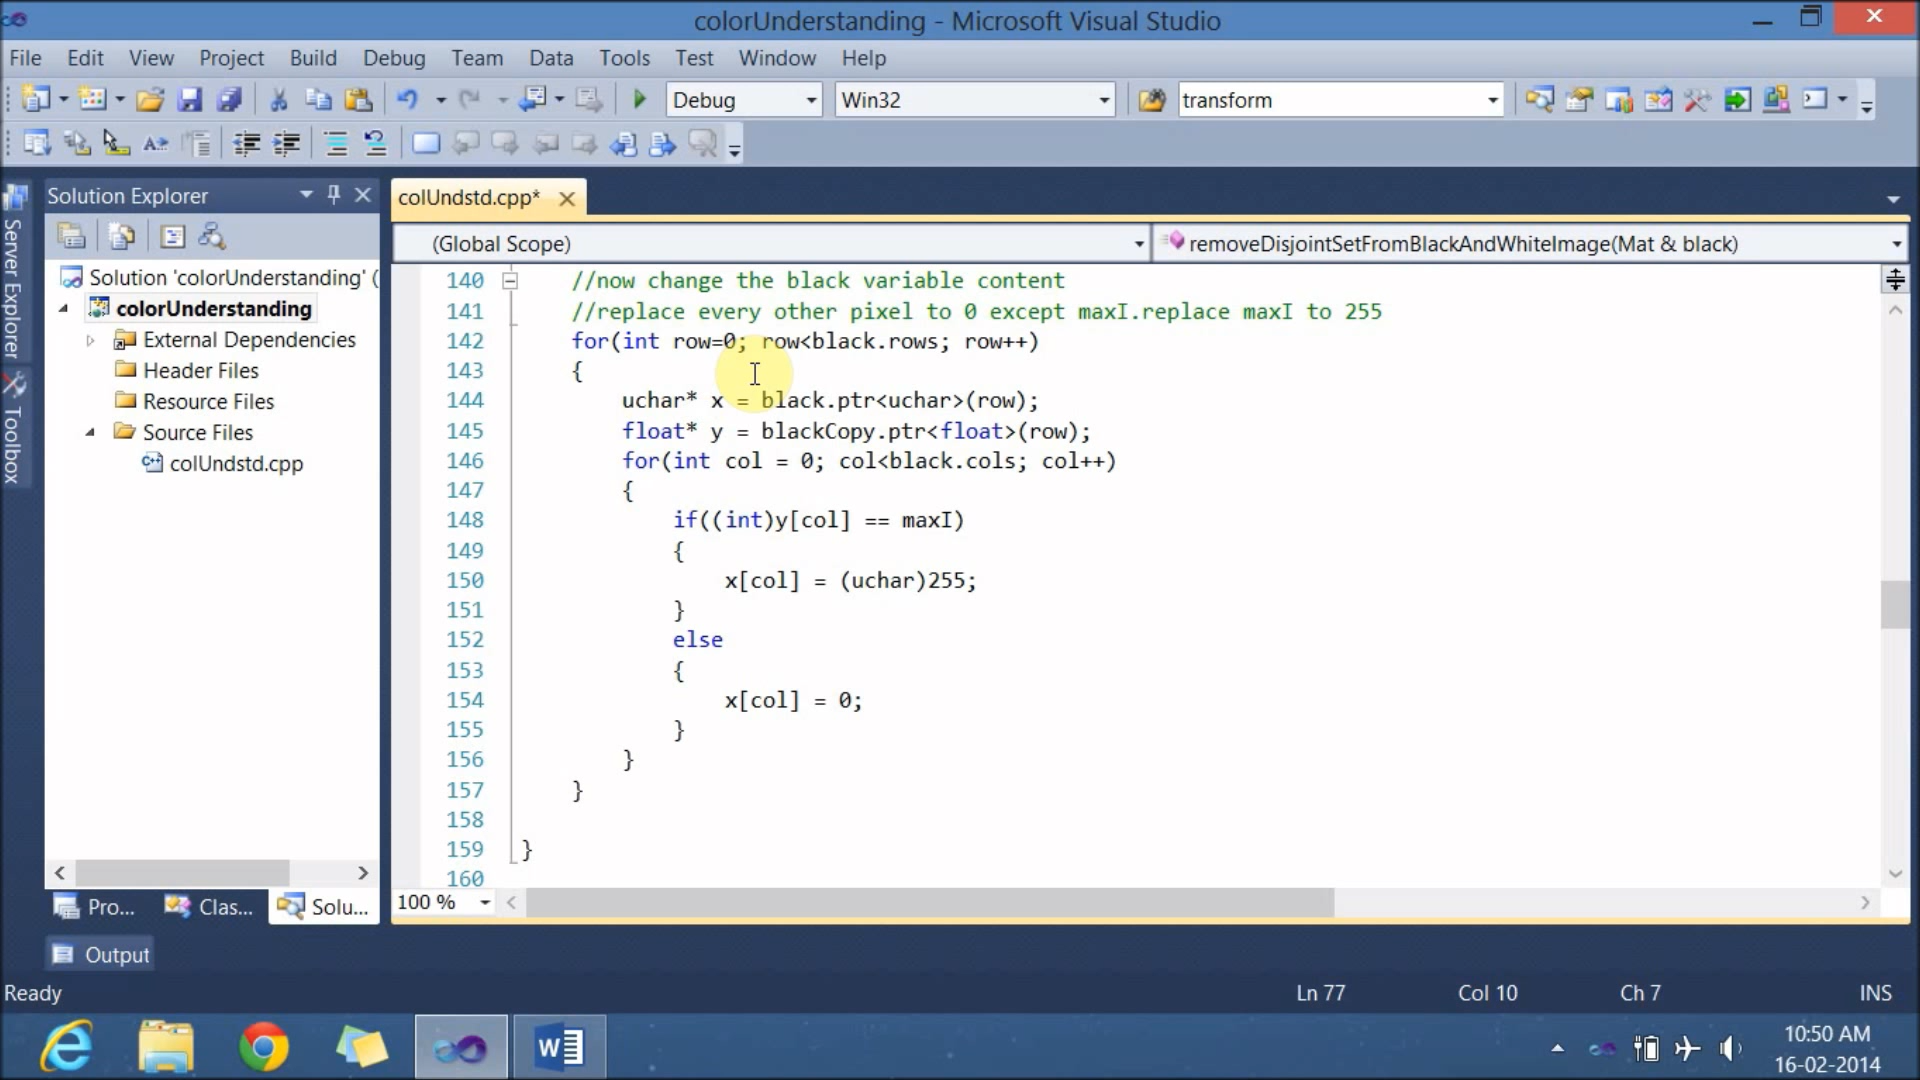 colorUnderstanding - Microsoft Visual Studio
File Edit View Project Build Debug Team Data Tools Test Window Help
Debug Win32 transform
Server Explorer
Toolbox
Solution Explorer
Solution 'colorUnderstanding' (
colorUnderstanding
External Dependencies
Header Files
Resource Files
Source Files
colUndstd.cpp
Pro... Clas... Solu...
colUndstd.cpp*
(Global Scope) removeDisjointSetFromBlackAndWhiteImage(Mat & black)
140 //now change the black variable content
141 //replace every other pixel to 0 except maxI.replace maxI to 255
142 for(int row=0; row<black.rows; row++)
143 {
144 uchar* x = black.ptr<uchar>(row);
145 float* y = blackCopy.ptr<float>(row);
146 for(int col = 0; col<black.cols; col++)
147 {
148 if((int)y[col] == maxI)
149 {
150 x[col] = (uchar)255;
151 }
152 else
153 {
154 x[col] = 0;
155 }
156 }
157 }
158
159 }
160
100 %
Output
Ready Ln 77 Col 10 Ch 7 INS
10:50 AM
16-02-2014